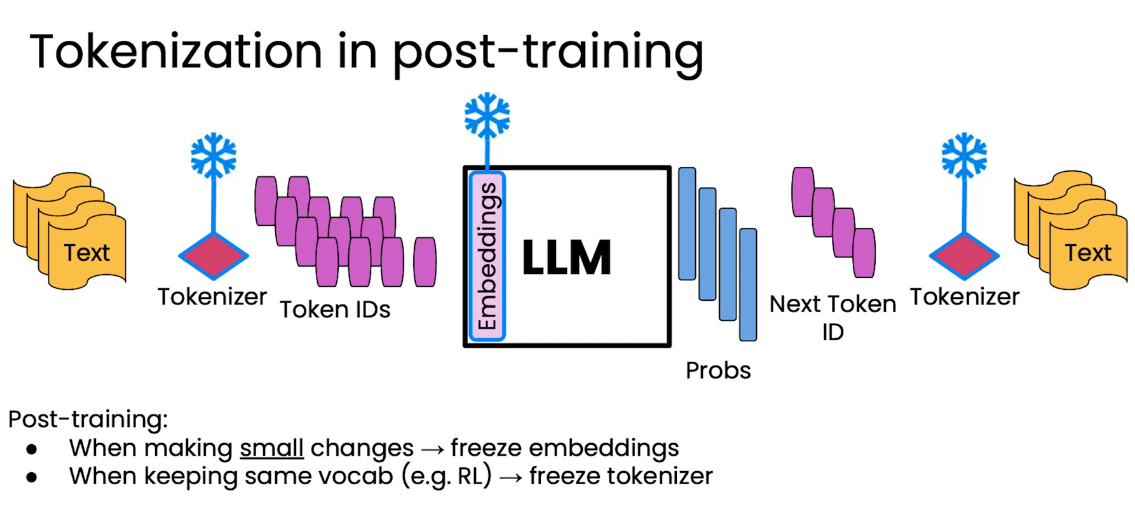 Tokenization in post-training
Text
Tokenizer
Token IDs
Embeddings
LLM
Probs
Next Token
ID
Tokenizer
Text
Post-training:
● When making small changes → freeze embeddings
● When keeping same vocab (e.g. RL) → freeze tokenizer